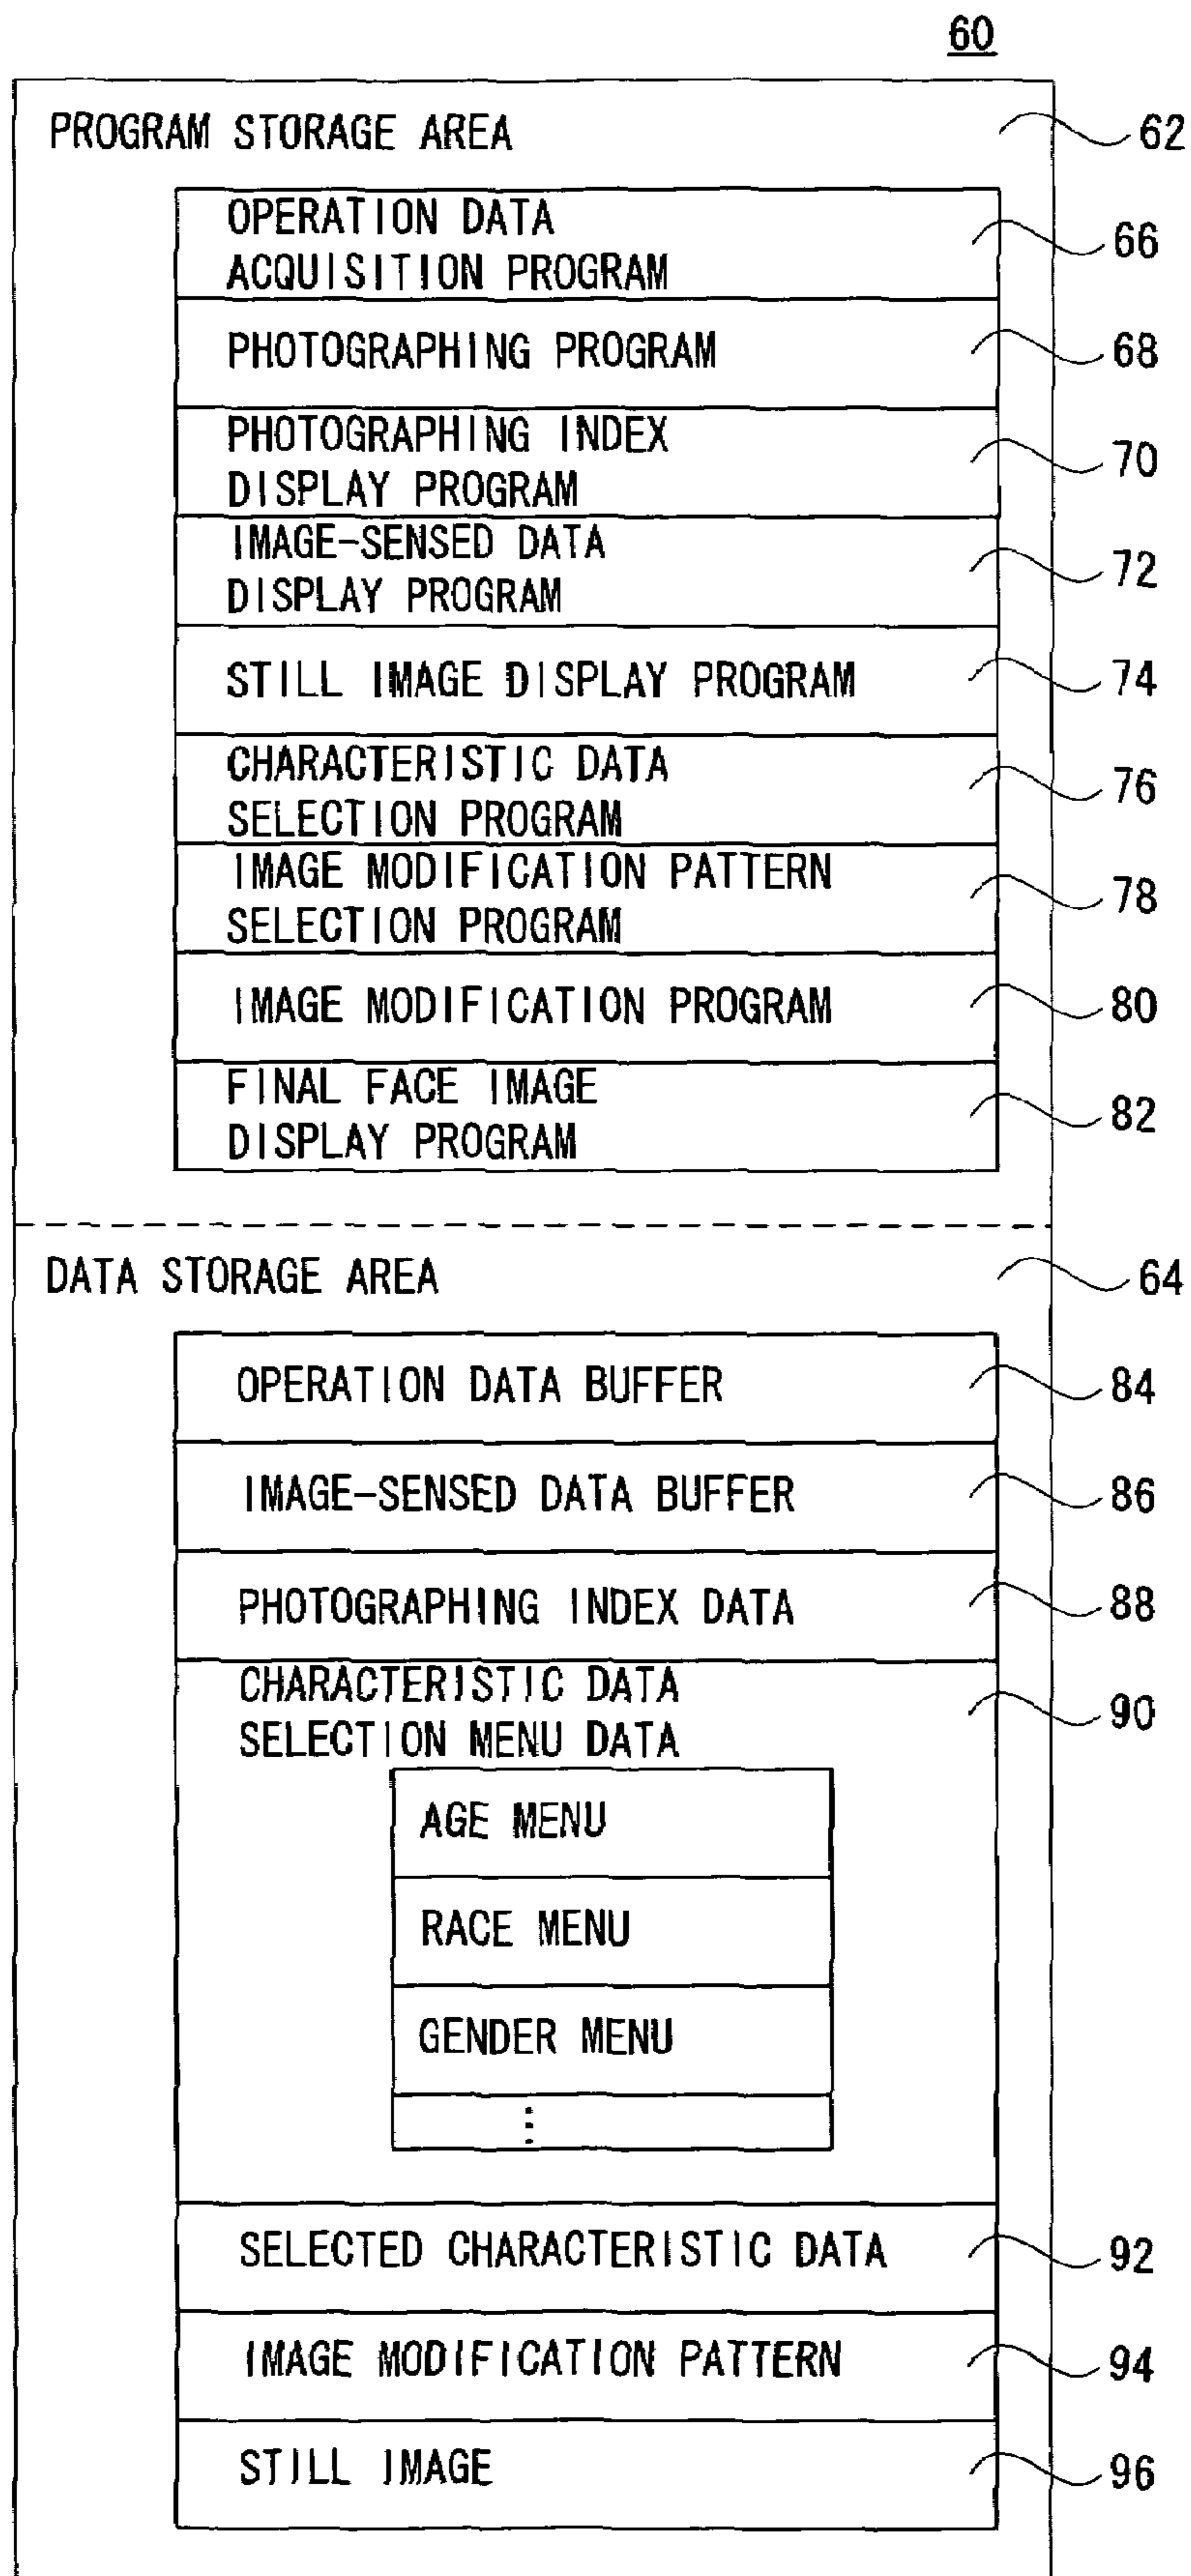 60
PROGRAM STORAGE AREA
62
OPERATION DATA
ACQUISITION PROGRAM
66
PHOTOGRAPHING PROGRAM
68
PHOTOGRAPHING INDEX
DISPLAY PROGRAM
70
IMAGE-SENSED DATA
DISPLAY PROGRAM
72
STILL IMAGE DISPLAY PROGRAM
74
CHARACTERISTIC DATA
SELECTION PROGRAM
76
IMAGE MODIFICATION PATTERN
SELECTION PROGRAM
78
IMAGE MODIFICATION PROGRAM
80
FINAL FACE IMAGE
DISPLAY PROGRAM
82
DATA STORAGE AREA
64
OPERATION DATA BUFFER
84
IMAGE-SENSED DATA BUFFER
86
PHOTOGRAPHING INDEX DATA
88
CHARACTERISTIC DATA
SELECTION MENU DATA
90
AGE MENU
RACE MENU
GENDER MENU
⋮
SELECTED CHARACTERISTIC DATA
92
IMAGE MODIFICATION PATTERN
94
STILL IMAGE
96